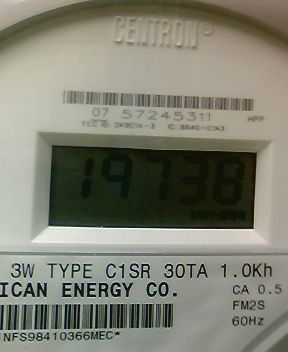 CENTRON®
07 57245311 HPP
19738
3W TYPE C1SR 30TA 1.0Kh
ICAN ENERGY CO. CA 0.5
FM2S
NFS98410366MEC* 60Hz